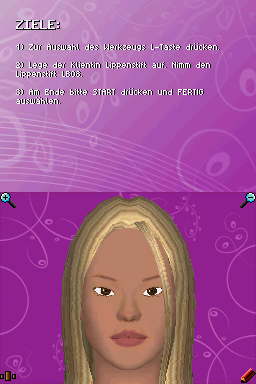 ZIELE:
1) Zur Auswahl des Werkzeugs L-Taste drücken.
2) Lege der Klientin Lippenstift auf. Nimm den
Lippenstift LB08.
3) Am Ende bitte START drücken und FERTIG
auswählen.